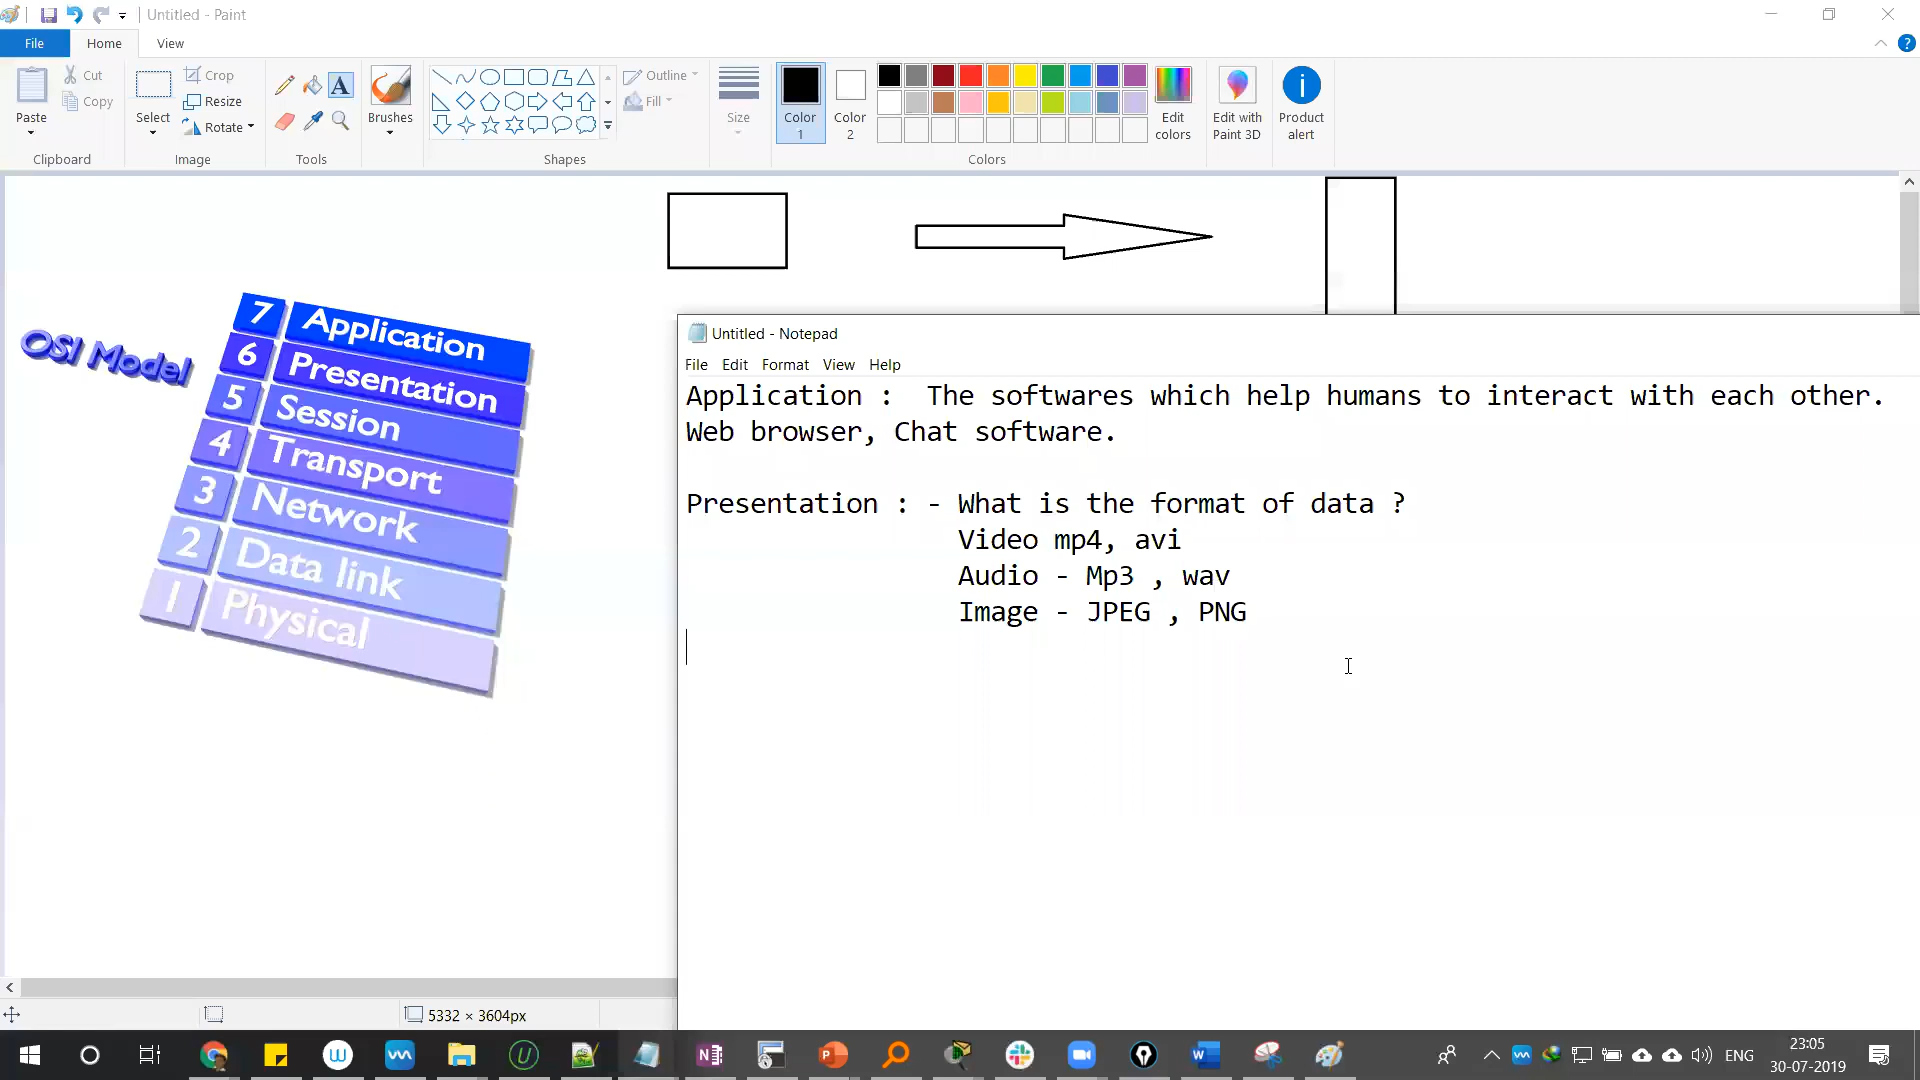 Untitled - Paint
File
Home
View
Paste
Cut
Copy
Clipboard
Select
Crop
Resize
Rotate
Image
Tools
Brushes
Shapes
Outline
Fill
Size
Color 1
Color 2
Edit colors
Colors
Edit with Paint 3D
Product alert
OSI Model
7 Application
6 Presentation
5 Session
4 Transport
3 Network
2 Data link
1 Physical
Untitled - Notepad
File Edit Format View Help
Application :  The softwares which help humans to interact with each other.
Web browser, Chat software.
Presentation : - What is the format of data ?
Video mp4, avi
Audio - Mp3 , wav
Image - JPEG , PNG
5332 × 3604px
ENG
23:05
30-07-2019